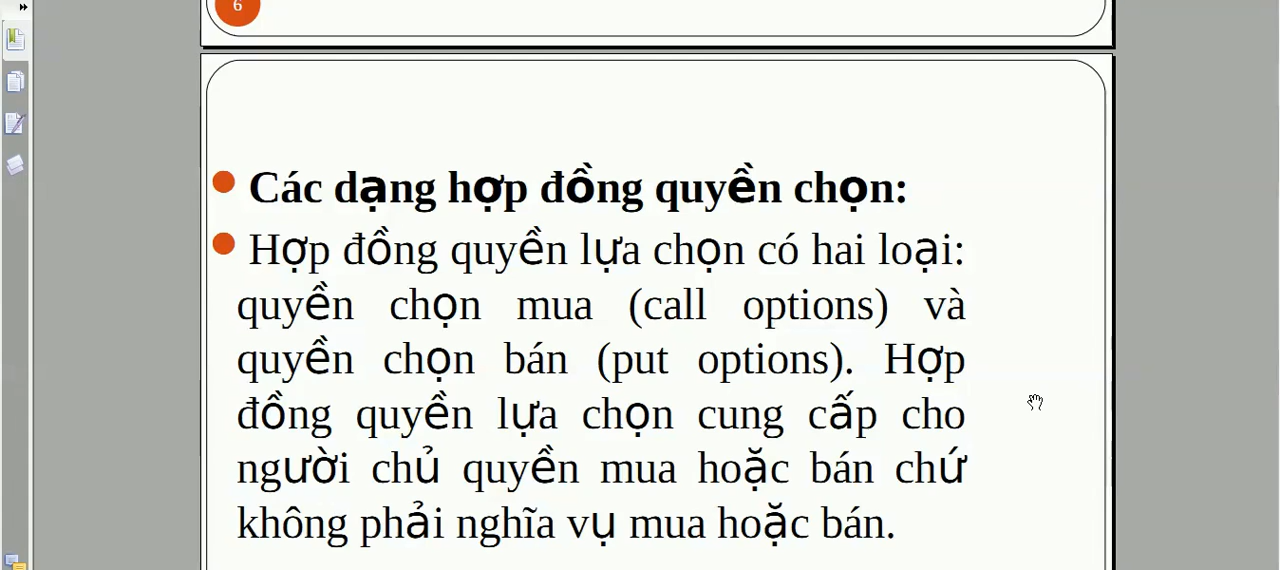 6
Các dạng hợp đồng quyền chọn:
Hợp đồng quyền lựa chọn có hai loại:
quyền chọn mua (call options) và
quyền chọn bán (put options). Hợp
đồng quyền lựa chọn cung cấp cho
người chủ quyền mua hoặc bán chứ
không phải nghĩa vụ mua hoặc bán.